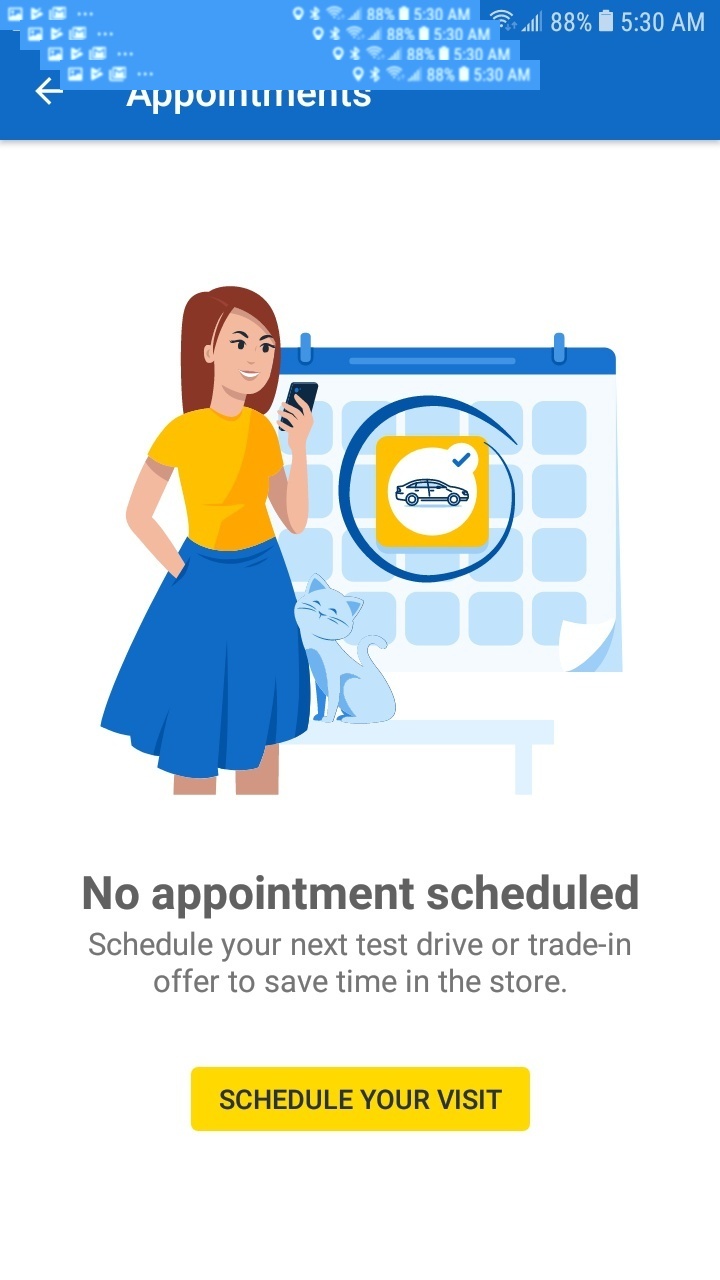 88% 5:30 AM
88% 5:30 AM
88% 5:30 AM
88% 5:30 AM
88% 5:30 AM
Appointments
No appointment scheduled
Schedule your next test drive or trade-in
offer to save time in the store.
SCHEDULE YOUR VISIT